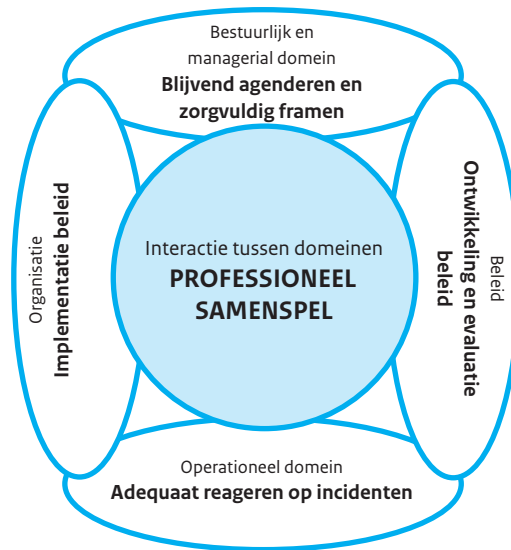 Bestuurlijk en
managerial domein
Blijvend agenderen en
zorgvuldig framen
Organisatie
Implementatie beleid
Interactie tussen domeinen
PROFESSIONEEL
SAMENSPEL
Beleid
Ontwikkeling en evaluatie
beleid
Operationeel domein
Adequaat reageren op incidenten